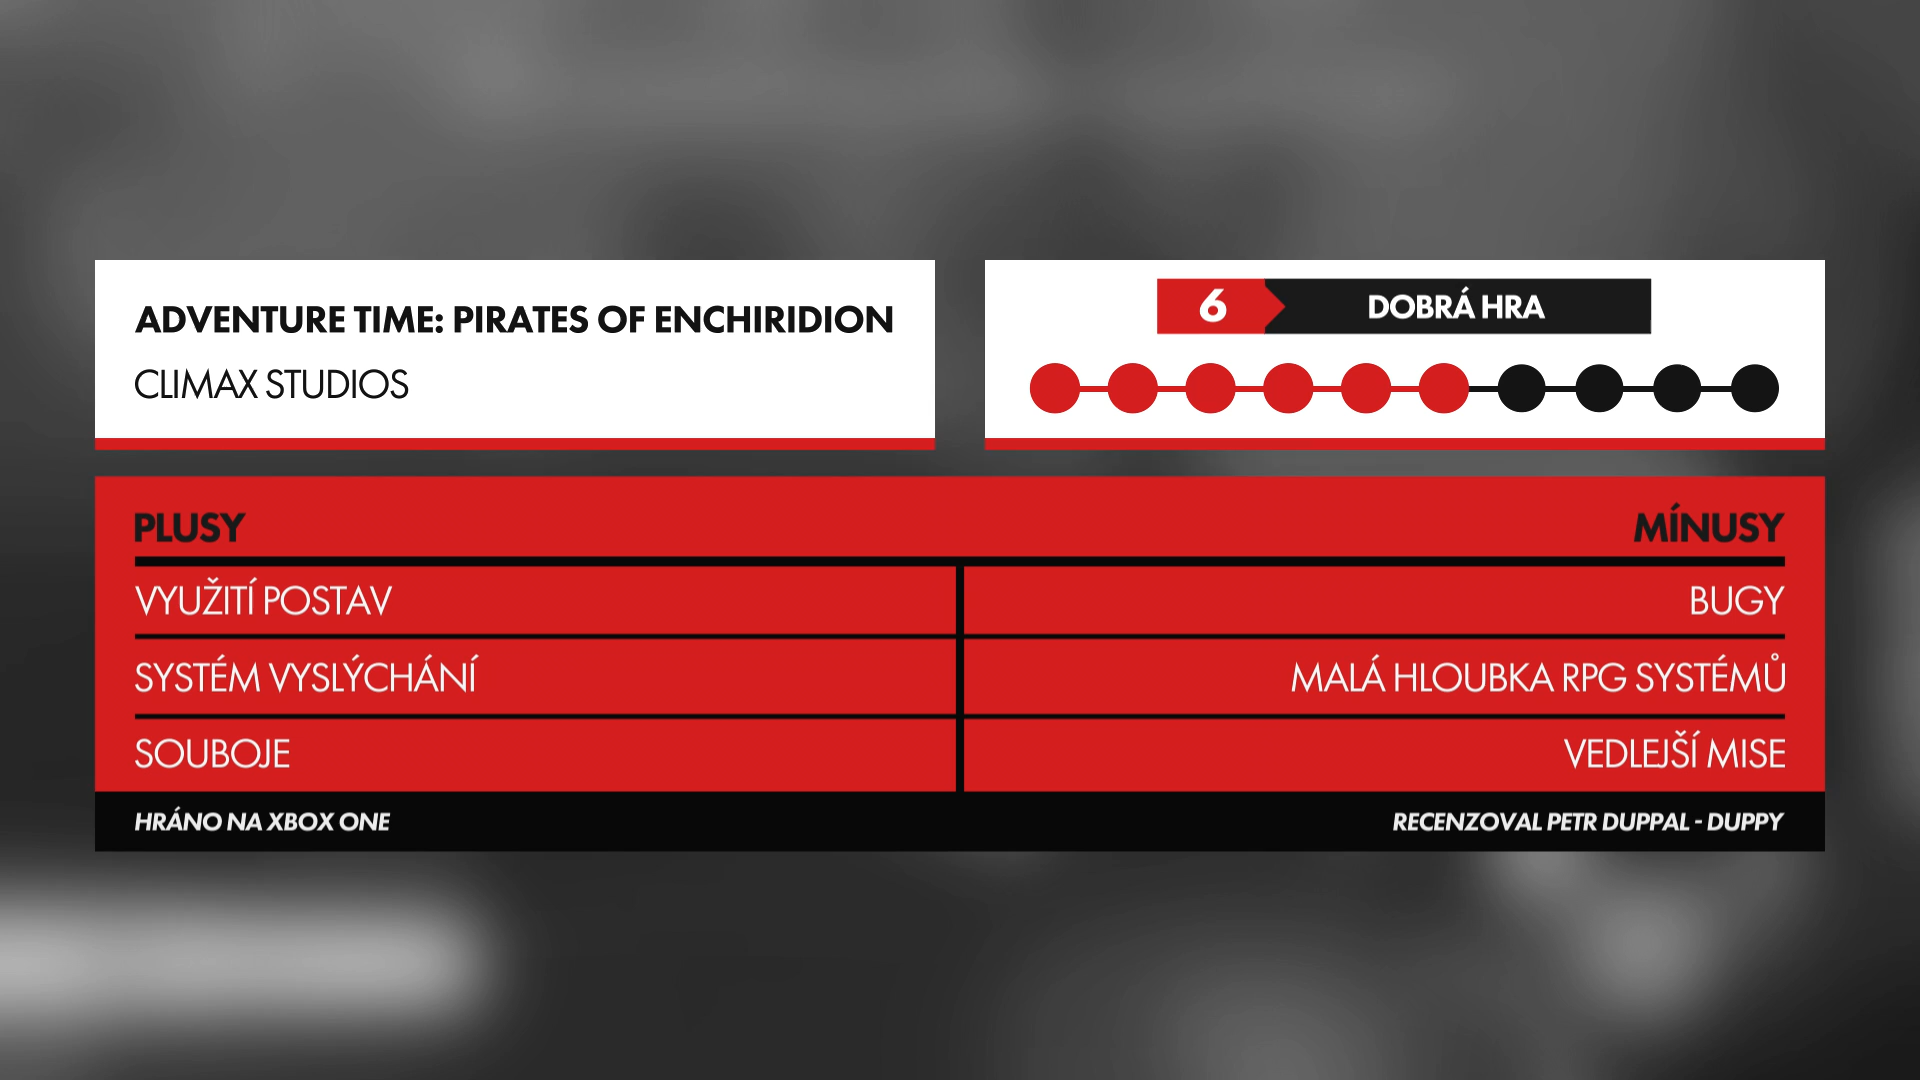 ADVENTURE TIME: PIRATES OF ENCHIRIDION
CLIMAX STUDIOS
6 DOBRÁ HRA
PLUSY
MÍNUSY
VYUŽITÍ POSTAV
BUGY
SYSTÉM VYSLÝCHÁNÍ
MALÁ HLOUBKA RPG SYSTÉMŮ
SOUBOJE
VEDLEJŠÍ MISE
HRÁNO NA XBOX ONE
RECENZOVAL PETR DUPPAL - DUPPY